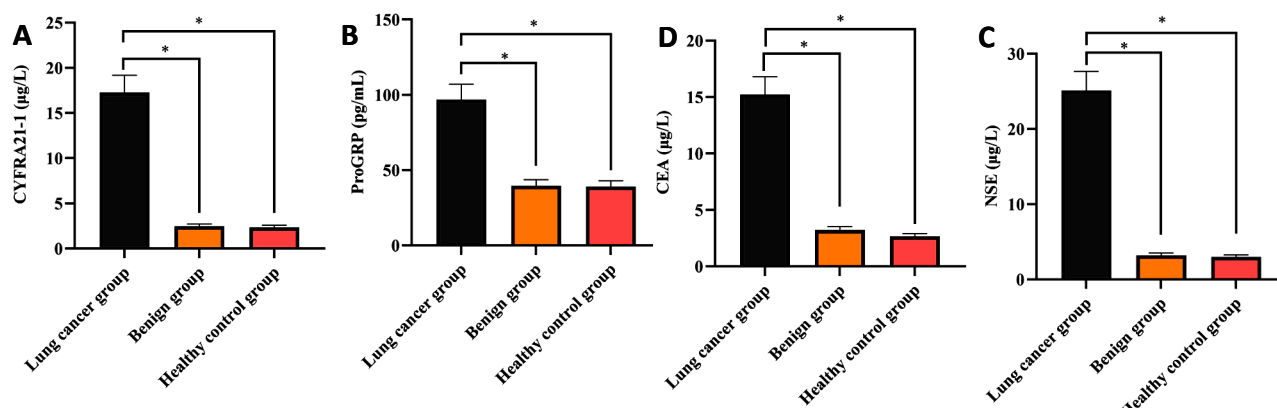 A
CYFRA21-1 (µg/L)
25
20
15
10
5
0
*
*
Lung cancer group
Benign group
Healthy control group
B
ProGRP (pg/mL)
150
100
50
0
*
*
Lung cancer group
Benign group
Healthy control group
D
CEA (µg/L)
20
15
10
5
0
*
*
Lung cancer group
Benign group
Healthy control group
C
NSE (µg/L)
30
20
10
0
*
*
Lung cancer group
Benign group
Healthy control group